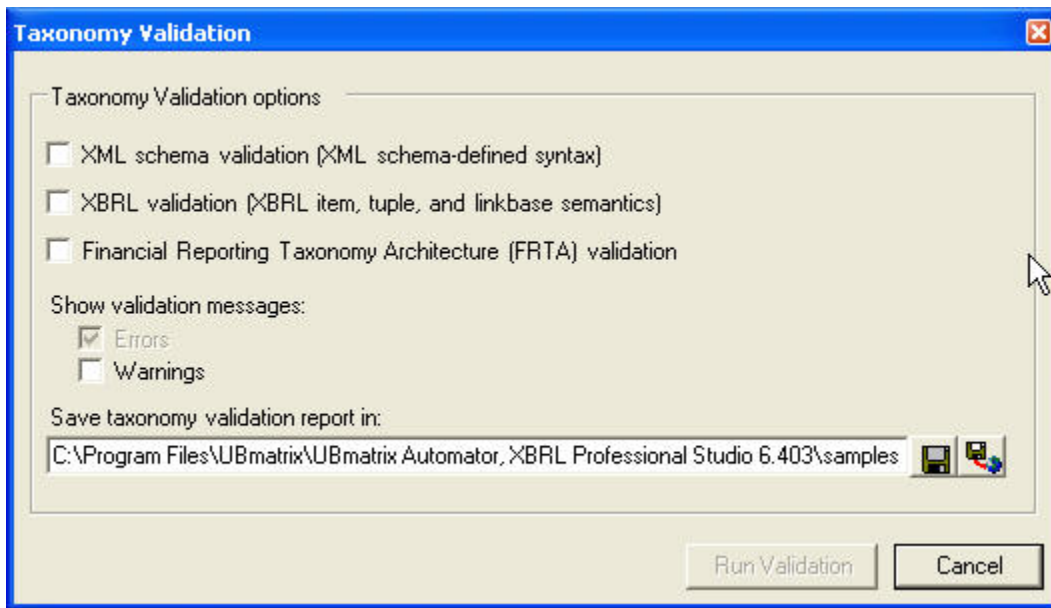 Taxonomy Validation
Taxonomy Validation options
XML schema validation (XML schema-defined syntax)
XBRL validation (XBRL item, tuple, and linkbase semantics)
Financial Reporting Taxonomy Architecture (FRTA) validation
Show validation messages:
Errors
Warnings
Save taxonomy validation report in:
C:\Program Files\UBmatrix\UBmatrix Automator, XBRL Professional Studio 6.403\samples
Run Validation Cancel